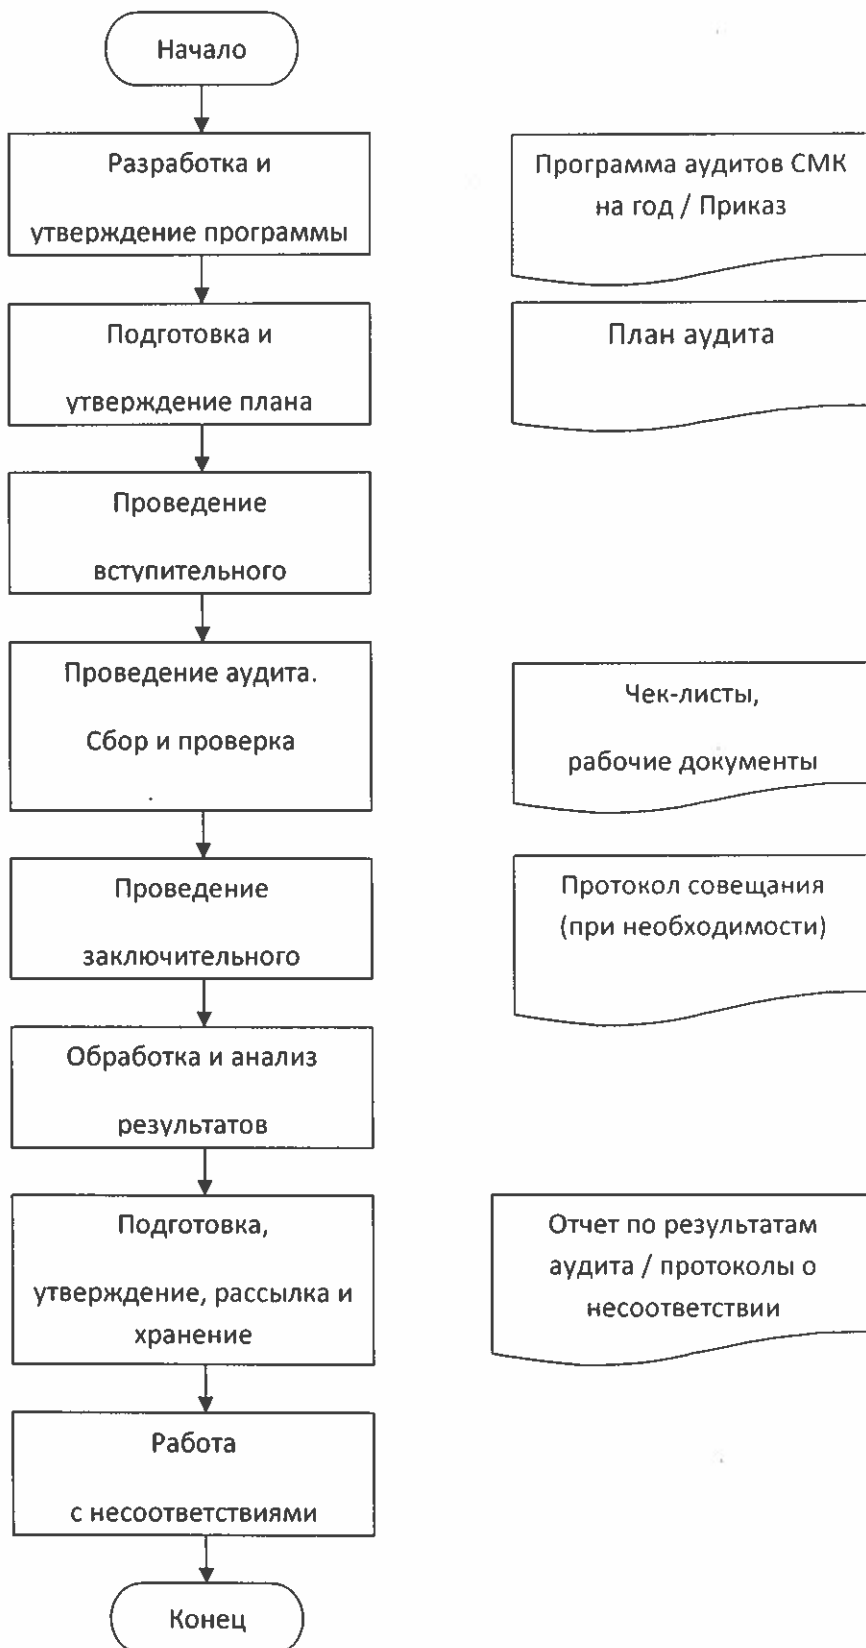 Начало
Разработка и
утверждение программы
Программа аудитов СМК
на год / Приказ
Подготовка и
утверждение плана
План аудита
Проведение
вступительного
Проведение аудита.
Сбор и проверка
Чек-листы,
рабочие документы
Проведение
заключительного
Протокол совещания
(при необходимости)
Обработка и анализ
результатов
Подготовка,
утверждение, рассылка и
хранение
Отчет по результатам
аудита / протоколы о
несоответствии
Работа
с несоответствиями
Конец